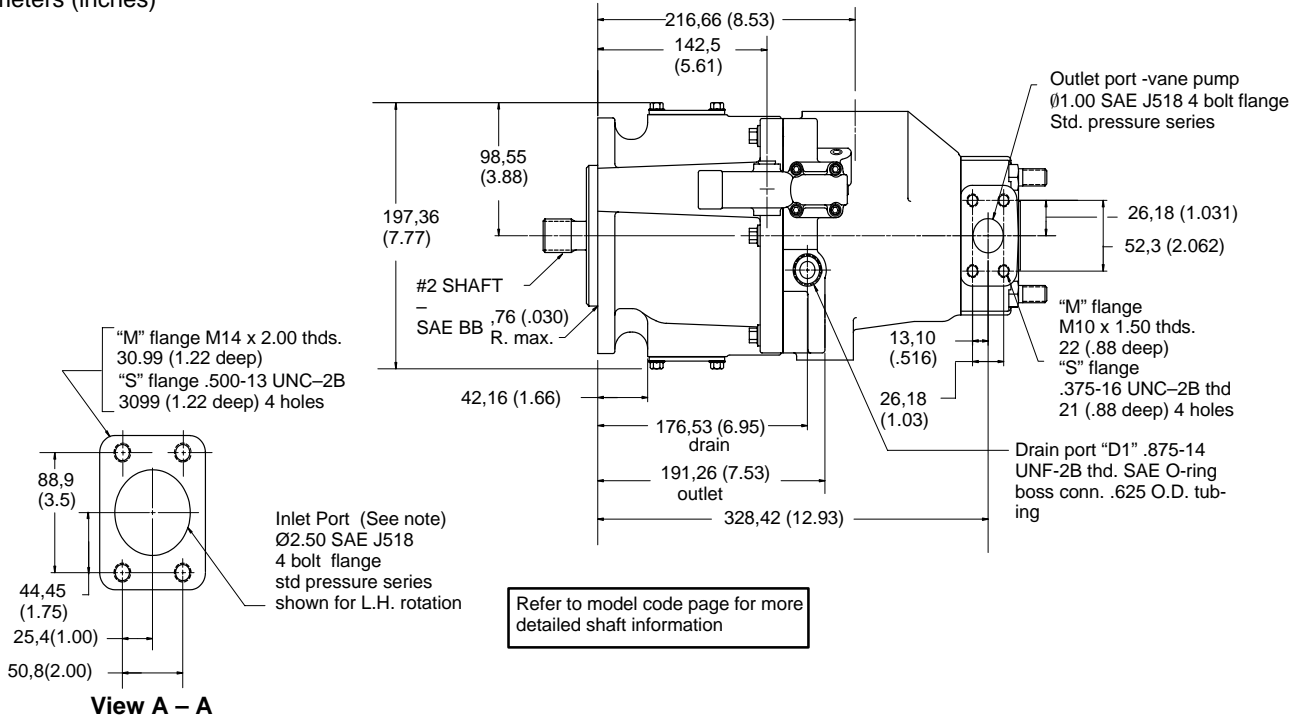 meters (inches)
216,66 (8.53)
142,5
(5.61)
Outlet port -vane pump
Ø1.00 SAE J518 4 bolt flange
Std. pressure series
98,55
(3.88)
197,36
(7.77)
26,18 (1.031)
52,3 (2.062)
#2 SHAFT
–
SAE BB
,76 (.030)
R. max.
"M" flange
M10 x 1.50 thds.
22 (.88 deep)
"S" flange
.375-16 UNC–2B thd
21 (.88 deep) 4 holes
13,10
(.516)
26,18
(1.03)
"M" flange M14 x 2.00 thds.
30.99 (1.22 deep)
"S" flange .500-13 UNC–2B
3099 (1.22 deep) 4 holes
42,16 (1.66)
176,53 (6.95)
drain
191,26 (7.53)
outlet
328,42 (12.93)
Drain port "D1" .875-14
UNF-2B thd. SAE O-ring
boss conn. .625 O.D. tub-
ing
88,9
(3.5)
44,45
(1.75)
25,4(1.00)
50,8(2.00)
Inlet Port (See note)
Ø2.50 SAE J518
4 bolt flange
std pressure series
shown for L.H. rotation
Refer to model code page for more
detailed shaft information
View A – A